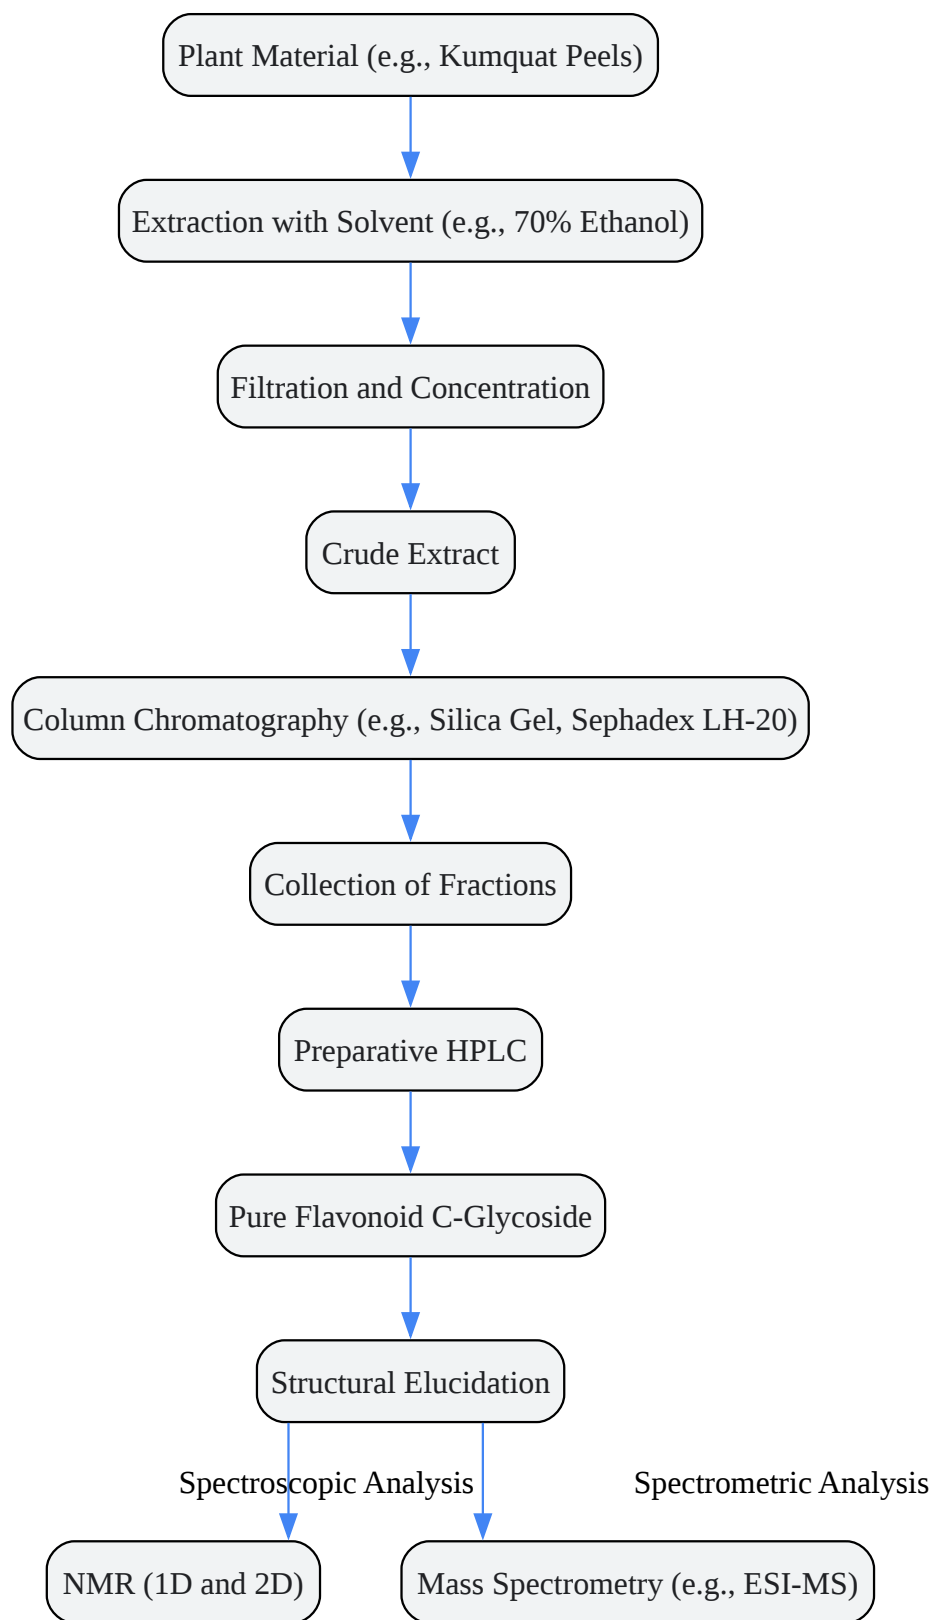 Plant Material (e.g., Kumquat Peels)
Extraction with Solvent (e.g., 70% Ethanol)
Filtration and Concentration
Crude Extract
Column Chromatography (e.g., Silica Gel, Sephadex LH-20)
Collection of Fractions
Preparative HPLC
Pure Flavonoid C-Glycoside
Structural Elucidation
Spectroscopic Analysis
Spectrometric Analysis
NMR (1D and 2D)
Mass Spectrometry (e.g., ESI-MS)